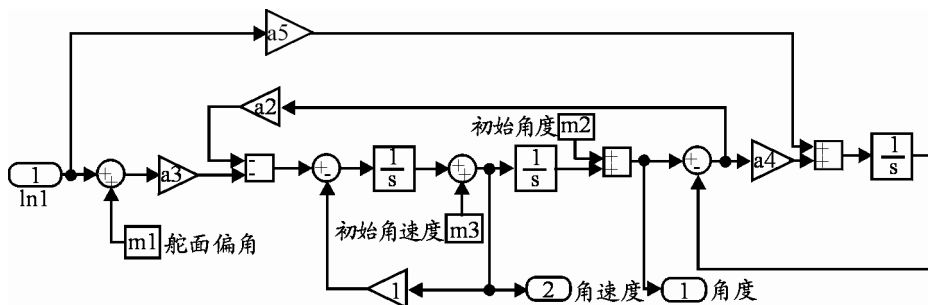 a5
a2
初始角度 m2
1
ln1
a3
1
s
1
s
a4
1
s
m1 舵面偏角
初始角速度 m3
1
2 角速度
1 角度